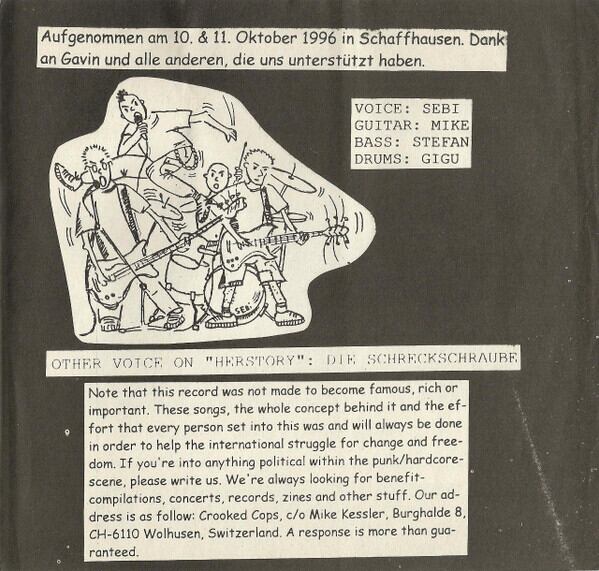 Aufgenommen am 10. & 11. Oktober 1996 in Schaffhausen. Dank
an Gavin und alle anderen, die uns unterstützt haben.
VOICE: SEBI
GUITAR: MIKE
BASS: STEFAN
DRUMS: GIGU
SEB.
OTHER VOICE ON "HERSTORY": DIE SCHRECKSCHRAUBE
Note that this record was not made to become famous, rich or
important. These songs, the whole concept behind it and the ef-
fort that every person set into this was and will always be done
in order to help the international struggle for change and free-
dom. If you're into anything political within the punk/hardcore-
scene, please write us. We're always looking for benefit-
compilations, concerts, records, zines and other stuff. Our ad-
dress is as follow: Crooked Cops, c/o Mike Kessler, Burghalde 8,
CH-6110 Wolhusen, Switzerland. A response is more than gua-
ranteed.